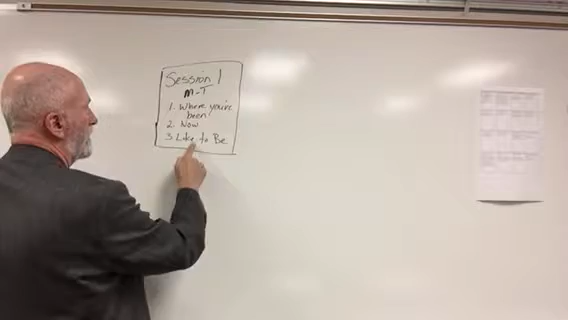 Session 1
M-T
1. Where you've
been
2. Now
3. Like to Be